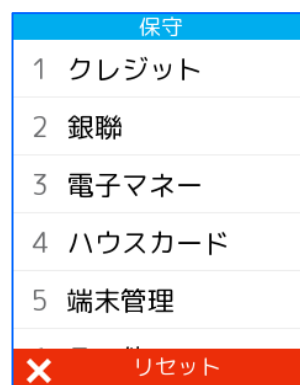 保守
1 クレジット
2 銀聯
3 電子マネー
4 ハウスカード
5 端末管理
リセット